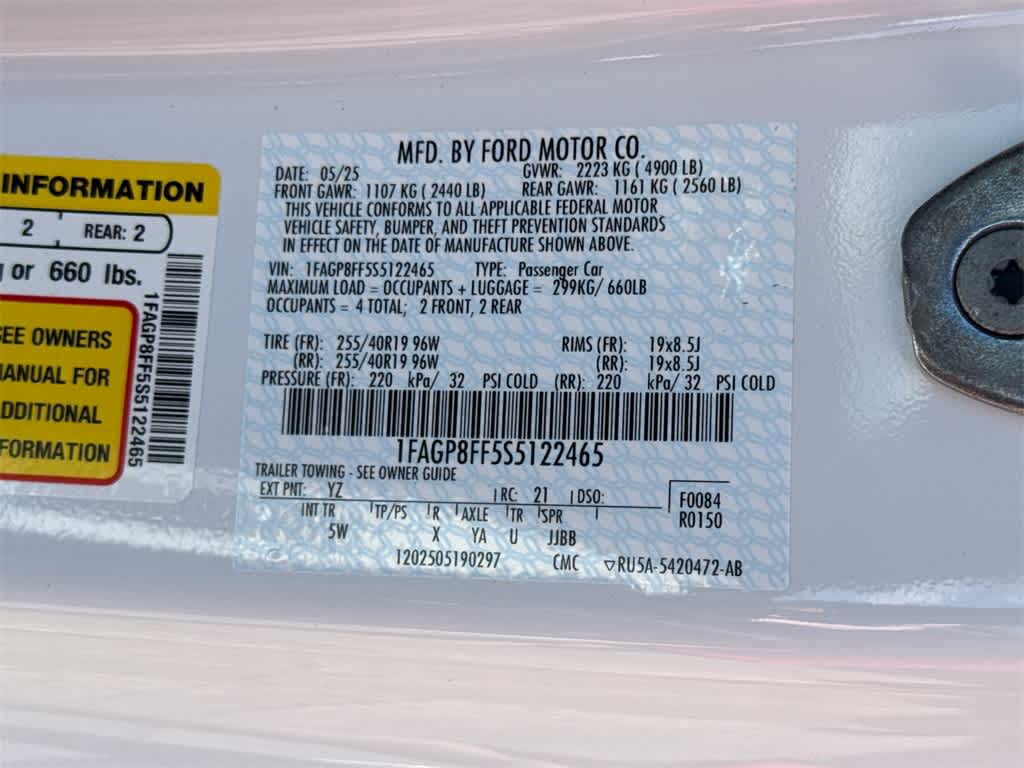 INFORMATION
2 REAR: 2
or 660 lbs.
SEE OWNERS
MANUAL FOR
ADDITIONAL
INFORMATION
1FAGP8FF5S5122465
MFD. BY FORD MOTOR CO.
DATE: 05/25 GVWR: 2223 KG ( 4900 LB)
FRONT GAWR: 1107 KG ( 2440 LB) REAR GAWR: 1161 KG ( 2560 LB)
THIS VEHICLE CONFORMS TO ALL APPLICABLE FEDERAL MOTOR
VEHICLE SAFETY, BUMPER, AND THEFT PREVENTION STANDARDS
IN EFFECT ON THE DATE OF MANUFACTURE SHOWN ABOVE.
VIN: 1FAGP8FF5S5122465 TYPE: Passenger Car
MAXIMUM LOAD = OCCUPANTS + LUGGAGE = 299KG/ 660LB
OCCUPANTS = 4 TOTAL; 2 FRONT, 2 REAR
TIRE (FR): 255/40R19 96W RIMS (FR): 19x8.5J
(RR): 255/40R19 96W (RR): 19x8.5J
PRESSURE (FR): 220 kPa/ 32 PSI COLD (RR): 220 kPa/ 32 PSI COLD
1FAGP8FF5S5122465
TRAILER TOWING - SEE OWNER GUIDE
EXT PNT: YZ RC: 21 DSO: F0084
INT TR TP/PS R AXLE TR SPR R0150
5W X YA U JJBB
1202505190297 CMC ▽RU5A-5420472-AB